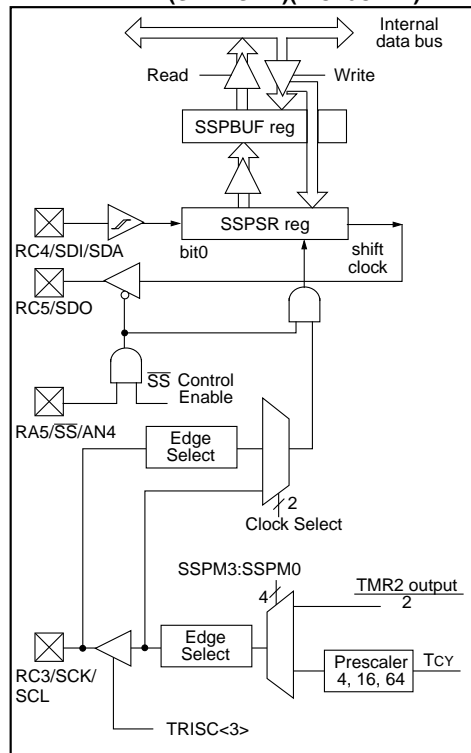 Internal
data bus
Read
Write
SSPBUF reg
SSPSR reg
RC4/SDI/SDA
bit0
shift
clock
RC5/SDO
SS Control
Enable
RA5/SS/AN4
Edge
Select
2
Clock Select
SSPM3:SSPM0
4
TMR2 output
2
Edge
Select
Prescaler
4, 16, 64
TCY
RC3/SCK/
SCL
TRISC<3>